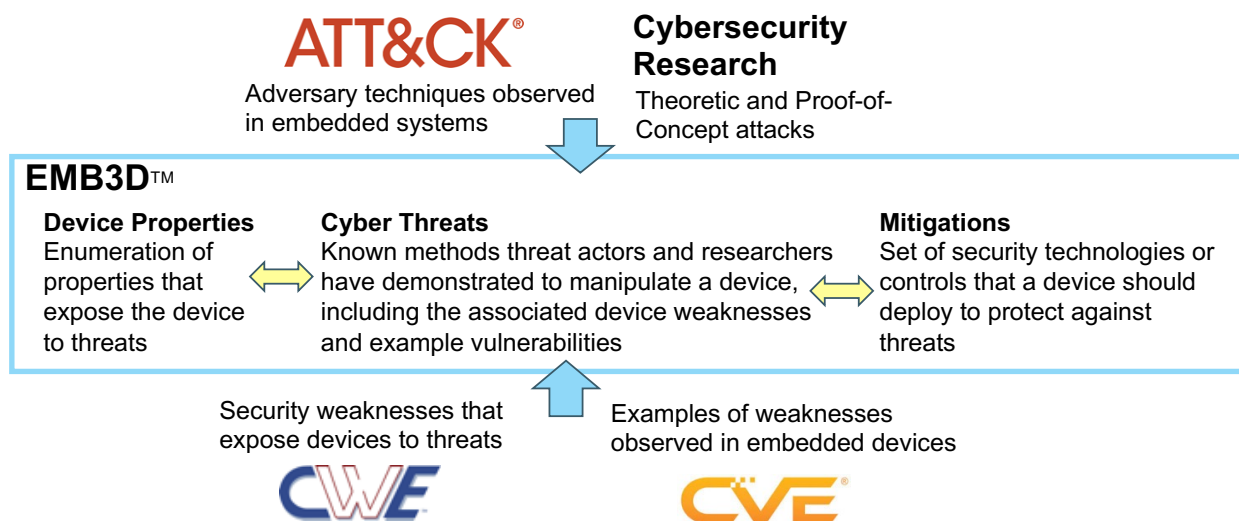 ATT&CK®
Adversary techniques observed
in embedded systems
Cybersecurity
Research
Theoretic and Proof-of-
Concept attacks
EMB3D™
Device Properties
Enumeration of
properties that
expose the device
to threats
Cyber Threats
Known methods threat actors and researchers
have demonstrated to manipulate a device,
including the associated device weaknesses
and example vulnerabilities
Mitigations
Set of security technologies or
controls that a device should
deploy to protect against
threats
Security weaknesses that
expose devices to threats
CWE
Examples of weaknesses
observed in embedded devices
CVE®